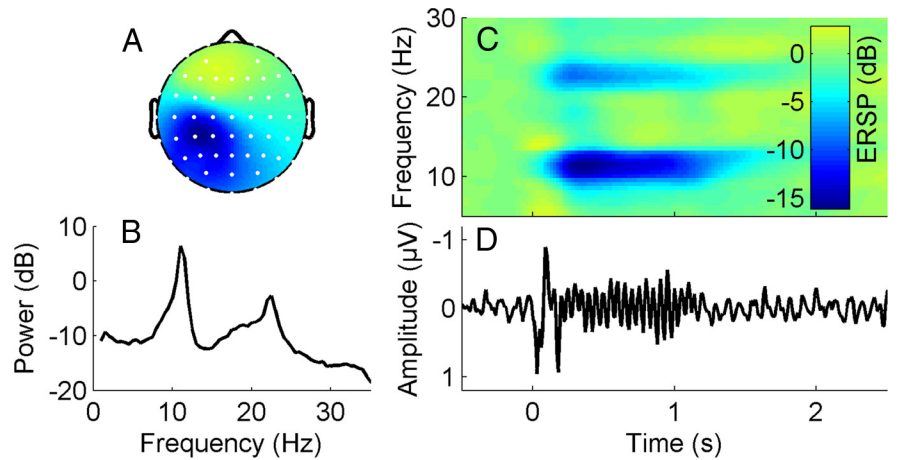 A
B
10
0
-10
-20
Power (dB)
0
10
20
30
Frequency (Hz)
C
30
20
10
Frequency (Hz)
0
-5
-10
-15
ERSP (dB)
D
-1
0
1
Amplitude (µV)
0
1
2
Time (s)